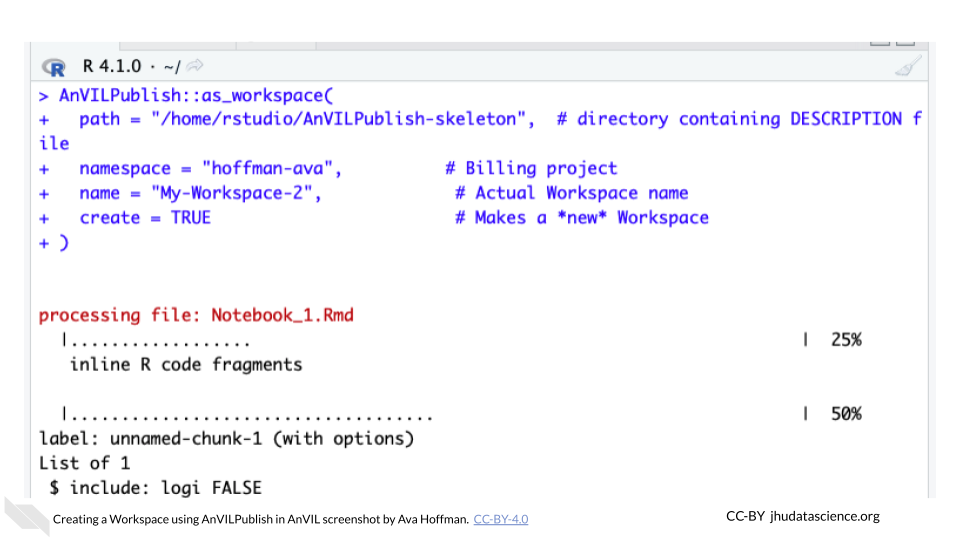 R R 4.1.0 · ~/
> AnVILPublish::as_workspace(
+   path = "/home/rstudio/AnVILPublish-skeleton",  # directory containing DESCRIPTION f
ile
+   namespace = "hoffman-ava",          # Billing project
+   name = "My-Workspace-2",             # Actual Workspace name
+   create = TRUE                        # Makes a *new* Workspace
+ )
processing file: Notebook_1.Rmd
  |..................                                                      |  25%
   inline R code fragments
  |....................................                                    |  50%
label: unnamed-chunk-1 (with options)
List of 1
 $ include: logi FALSE
Creating a Workspace using AnVILPublish in AnVIL screenshot by Ava Hoffman. CC-BY-4.0
CC-BY jhudatascience.org